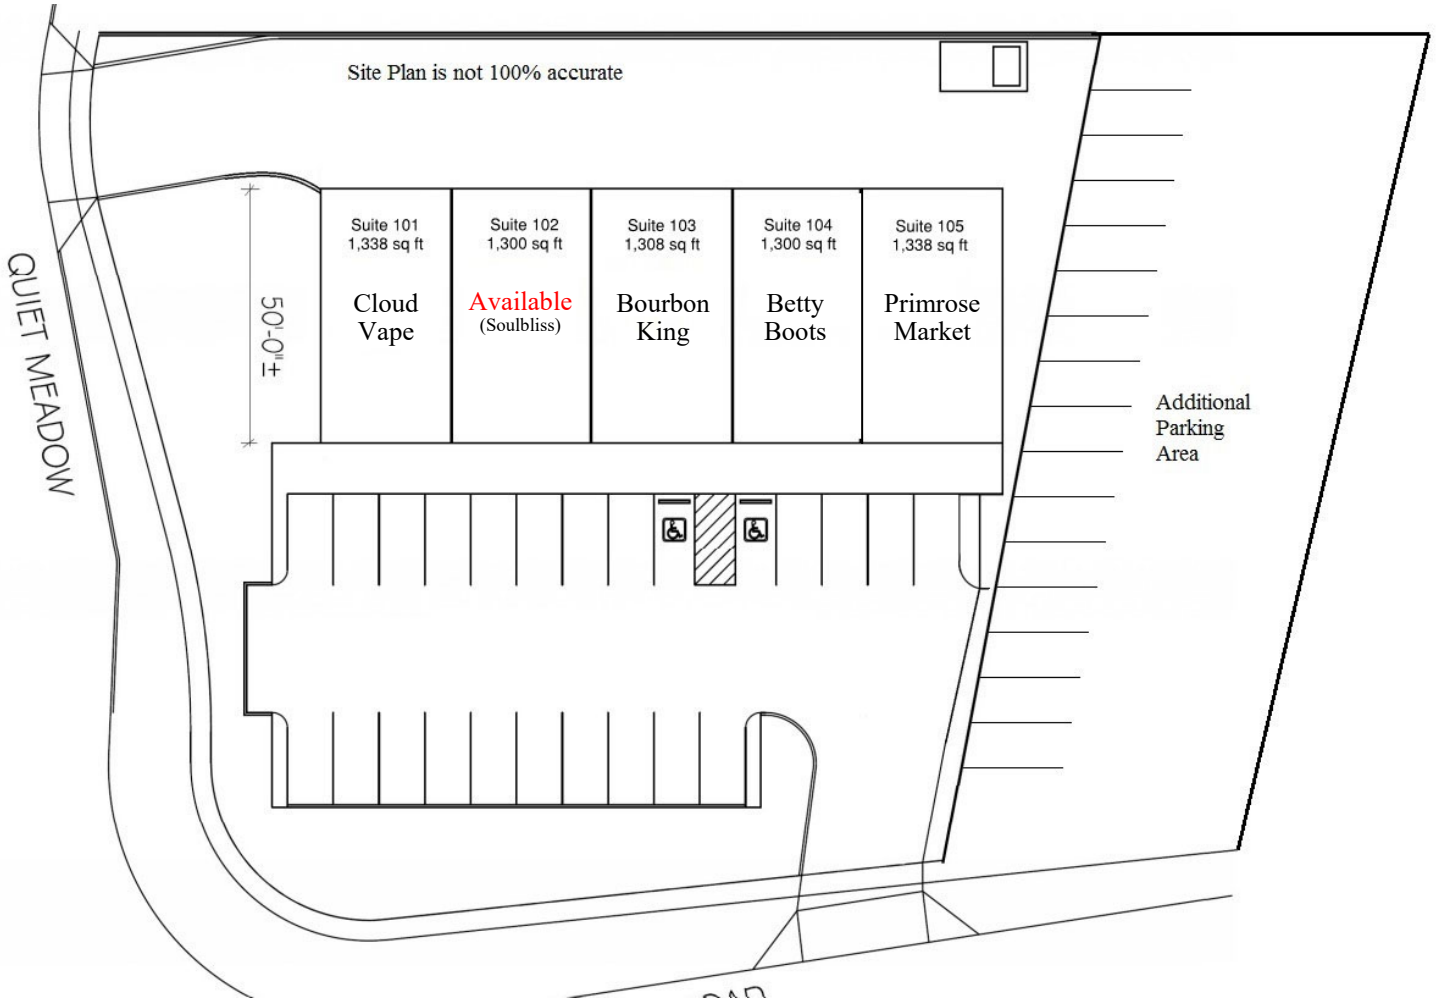 Site Plan is not 100% accurate
Suite 101
1,338 sq ft
Cloud
Vape
Suite 102
1,300 sq ft
Available
(Soulbliss)
Suite 103
1,308 sq ft
Bourbon
King
Suite 104
1,300 sq ft
Betty
Boots
Suite 105
1,338 sq ft
Primrose
Market
50'-0"±
QUIET MEADOW
Additional
Parking
Area